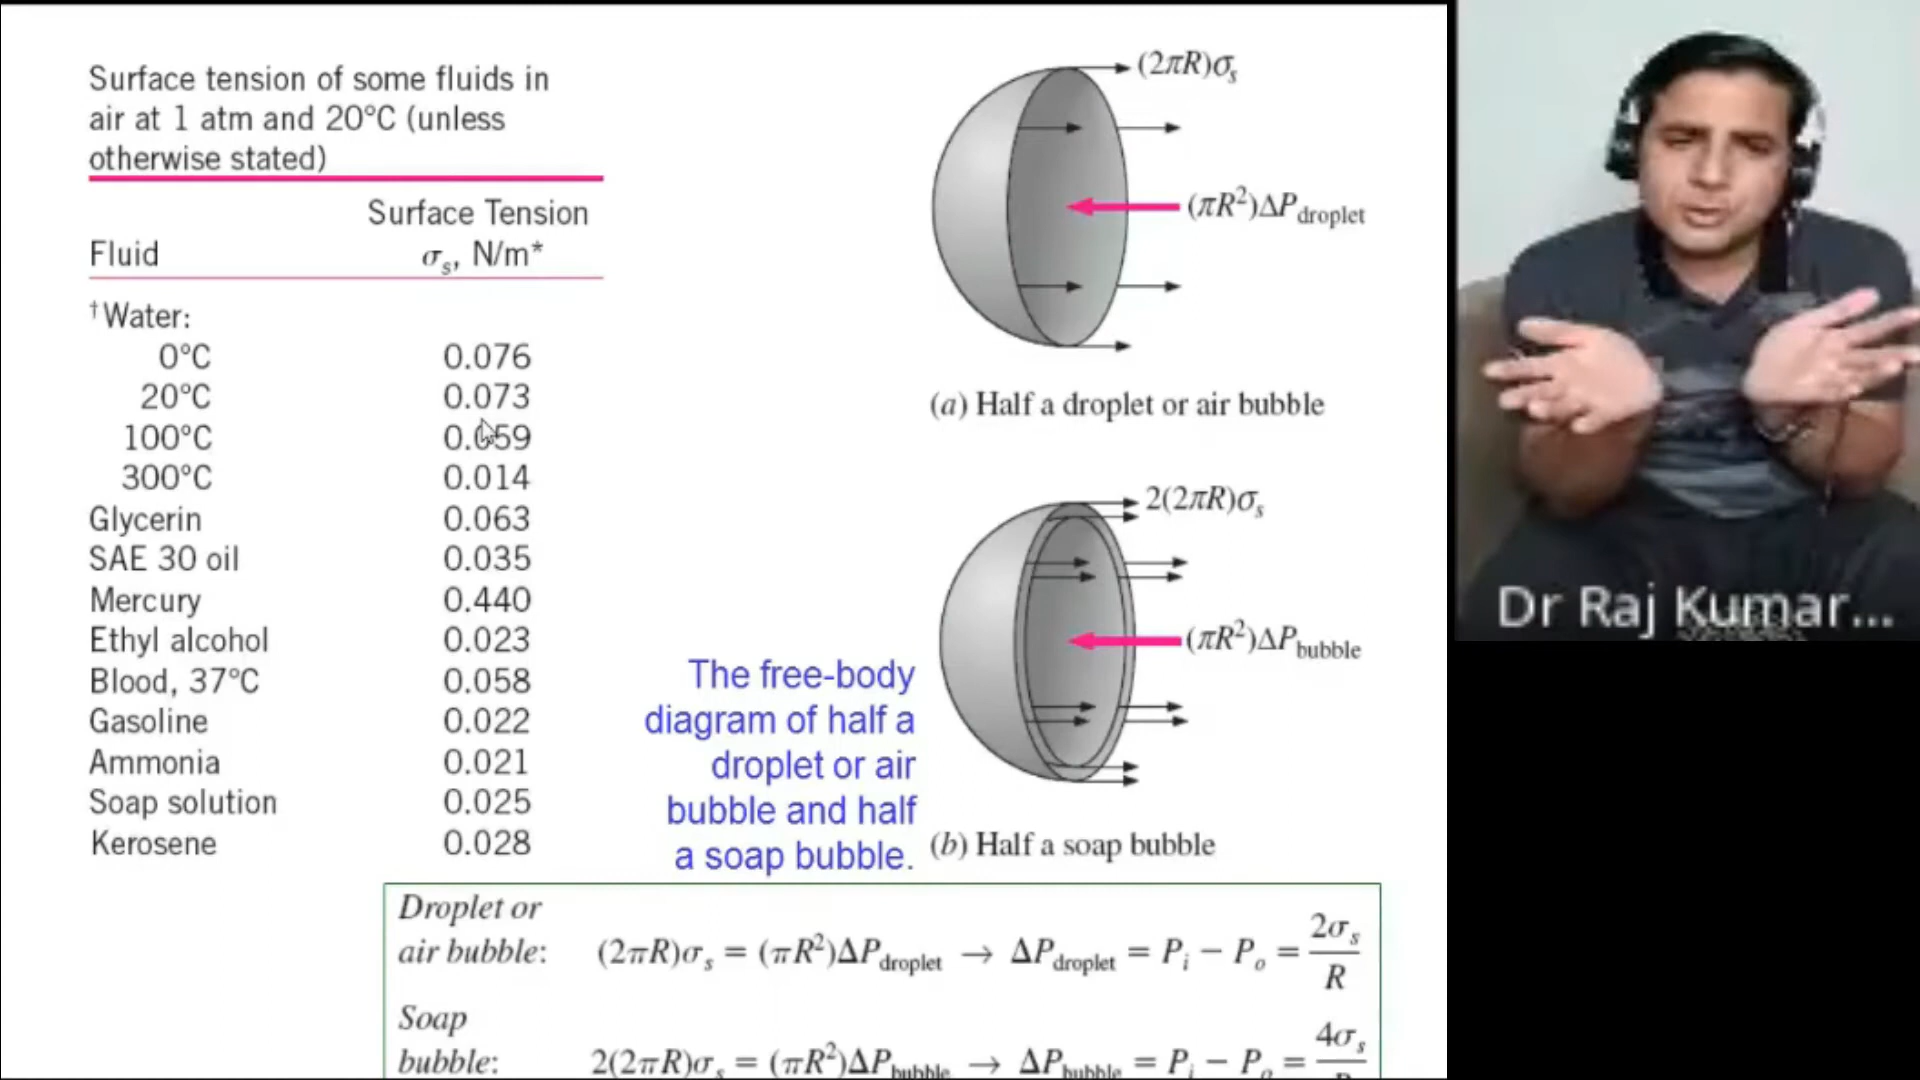 Surface tension of some fluids in
air at 1 atm and 20°C (unless
otherwise stated)
Surface Tension
Fluid σₛ, N/m*
†Water:
0°C 0.076
20°C 0.073
100°C 0.059
300°C 0.014
Glycerin 0.063
SAE 30 oil 0.035
Mercury 0.440
Ethyl alcohol 0.023
Blood, 37°C 0.058
Gasoline 0.022
Ammonia 0.021
Soap solution 0.025
Kerosene 0.028
(2πR)σₛ
(πR²)ΔP_droplet
(a) Half a droplet or air bubble
2(2πR)σₛ
(πR²)ΔP_bubble
(b) Half a soap bubble
The free-body
diagram of half a
droplet or air
bubble and half
a soap bubble.
Droplet or
air bubble: (2πR)σₛ = (πR²)ΔP_droplet → ΔP_droplet = Pᵢ − Pₒ = 2σₛ/R
Soap
bubble: 2(2πR)σₛ = (πR²)ΔP_bubble → ΔP_bubble = Pᵢ − Pₒ = 4σₛ
Dr Raj Kumar...